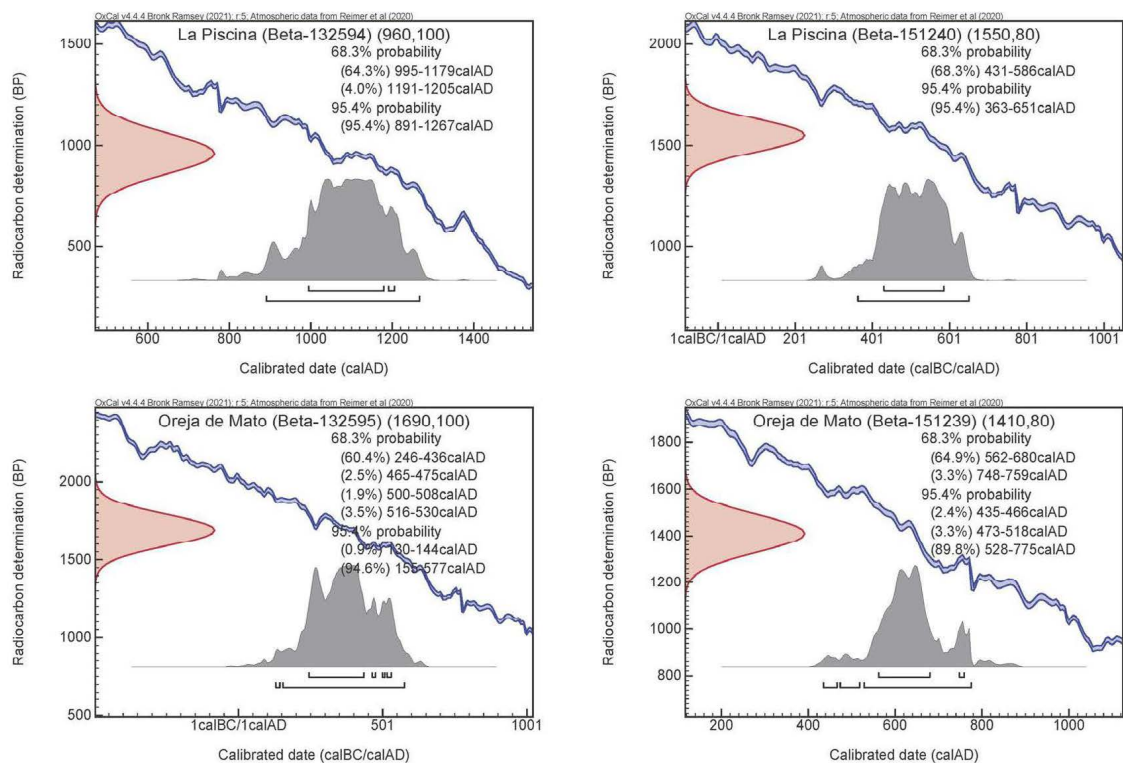 OxCal v4.4.4 Bronk Ramsey (2021); r:5; Atmospheric data from Reimer et al (2020)
La Piscina (Beta-132594) (960,100)
68.3% probability
(64.3%) 995-1179calAD
(4.0%) 1191-1205calAD
95.4% probability
(95.4%) 891-1267calAD
Radiocarbon determination (BP)
1500
1000
500
600 800 1000 1200 1400
Calibrated date (calAD)
OxCal v4.4.4 Bronk Ramsey (2021); r:5; Atmospheric data from Reimer et al (2020)
La Piscina (Beta-151240) (1550,80)
68.3% probability
(68.3%) 431-586calAD
95.4% probability
(95.4%) 363-651calAD
Radiocarbon determination (BP)
2000
1500
1000
1calBC/1calAD 201 401 601 801 1001
Calibrated date (calBC/calAD)
OxCal v4.4.4 Bronk Ramsey (2021); r:5; Atmospheric data from Reimer et al (2020)
Oreja de Mato (Beta-132595) (1690,100)
68.3% probability
(60.4%) 246-436calAD
(2.5%) 465-475calAD
(1.9%) 500-508calAD
(3.5%) 516-530calAD
95.4% probability
(0.9%) 130-144calAD
(94.6%) 155-577calAD
Radiocarbon determination (BP)
2000
1500
1000
500
1calBC/1calAD 501 1001
Calibrated date (calBC/calAD)
OxCal v4.4.4 Bronk Ramsey (2021); r:5; Atmospheric data from Reimer et al (2020)
Oreja de Mato (Beta-151239) (1410,80)
68.3% probability
(64.9%) 562-680calAD
(3.3%) 748-759calAD
95.4% probability
(2.4%) 435-466calAD
(3.3%) 473-518calAD
(89.8%) 528-775calAD
Radiocarbon determination (BP)
1800
1600
1400
1200
1000
800
200 400 600 800 1000
Calibrated date (calAD)